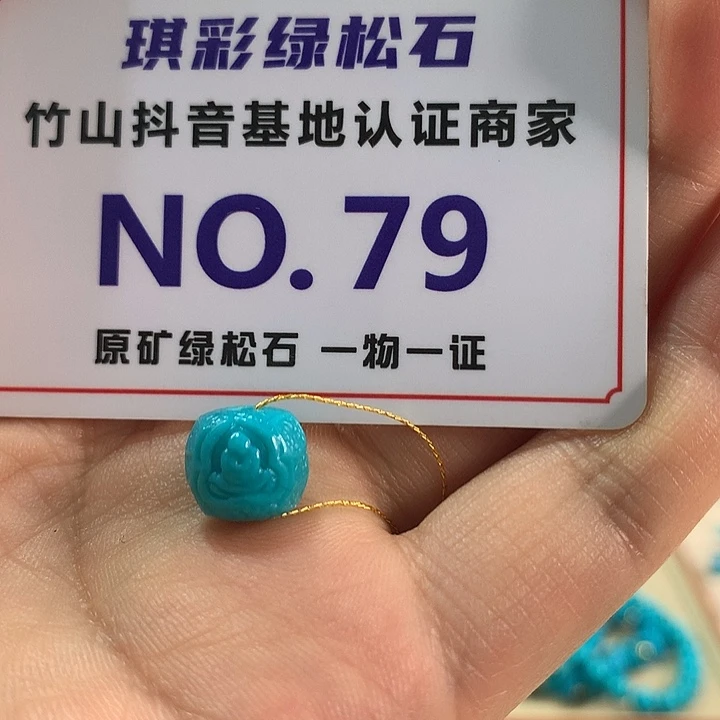 琪彩绿松石
竹山抖音基地认证商家
NO.79
原矿绿松石 一物一证